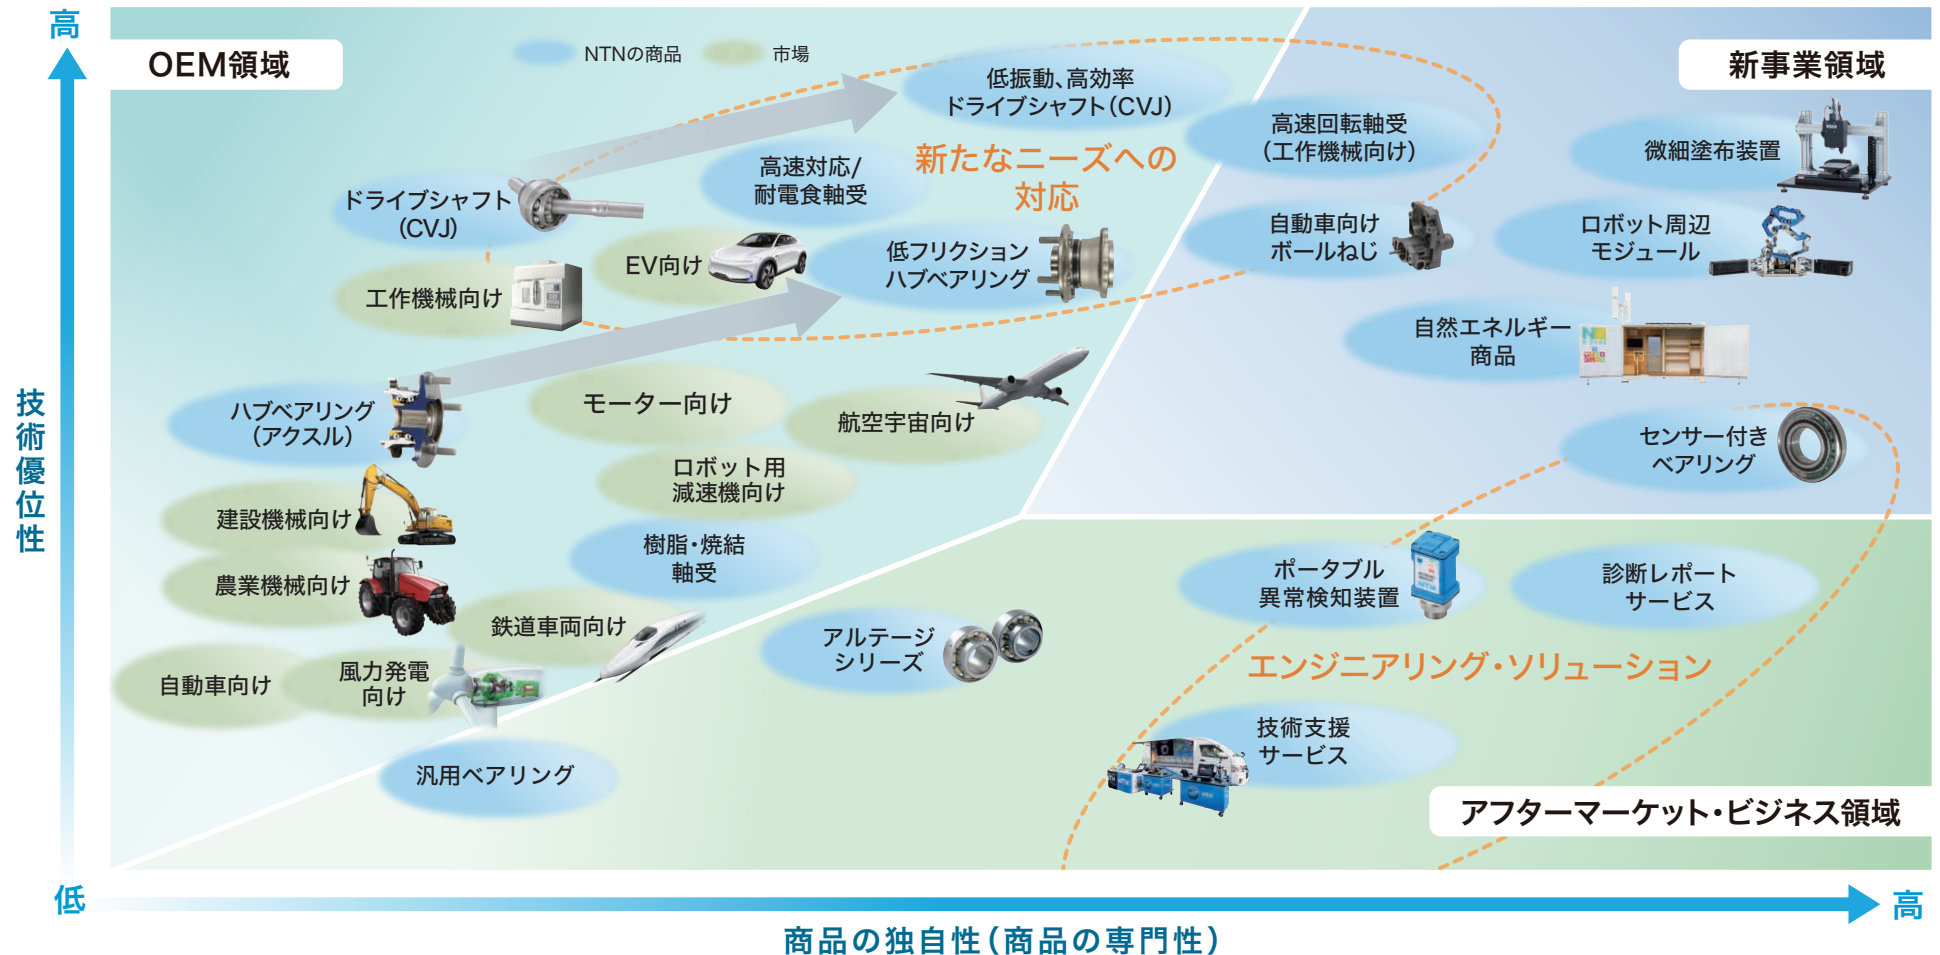 高
OEM領域
NTNの商品
市場
新事業領域
低振動、高効率
ドライブシャフト（CVJ）
高速回転軸受
（工作機械向け）
微細塗布装置
新たなニーズへの
対応
高速対応/
耐電食軸受
ドライブシャフト
（CVJ）
自動車向け
ボールねじ
ロボット周辺
モジュール
EV向け
低フリクション
ハブベアリング
工作機械向け
自然エネルギー
商品
ハブベアリング
（アクスル）
モーター向け
航空宇宙向け
センサー付き
ベアリング
ロボット用
減速機向け
建設機械向け
樹脂・焼結
軸受
農業機械向け
ポータブル
異常検知装置
診断レポート
サービス
鉄道車両向け
アルテージ
シリーズ
エンジニアリング・ソリューション
自動車向け
風力発電
向け
技術支援
サービス
汎用ベアリング
アフターマーケット・ビジネス領域
技術優位性
低
高
商品の独自性（商品の専門性）